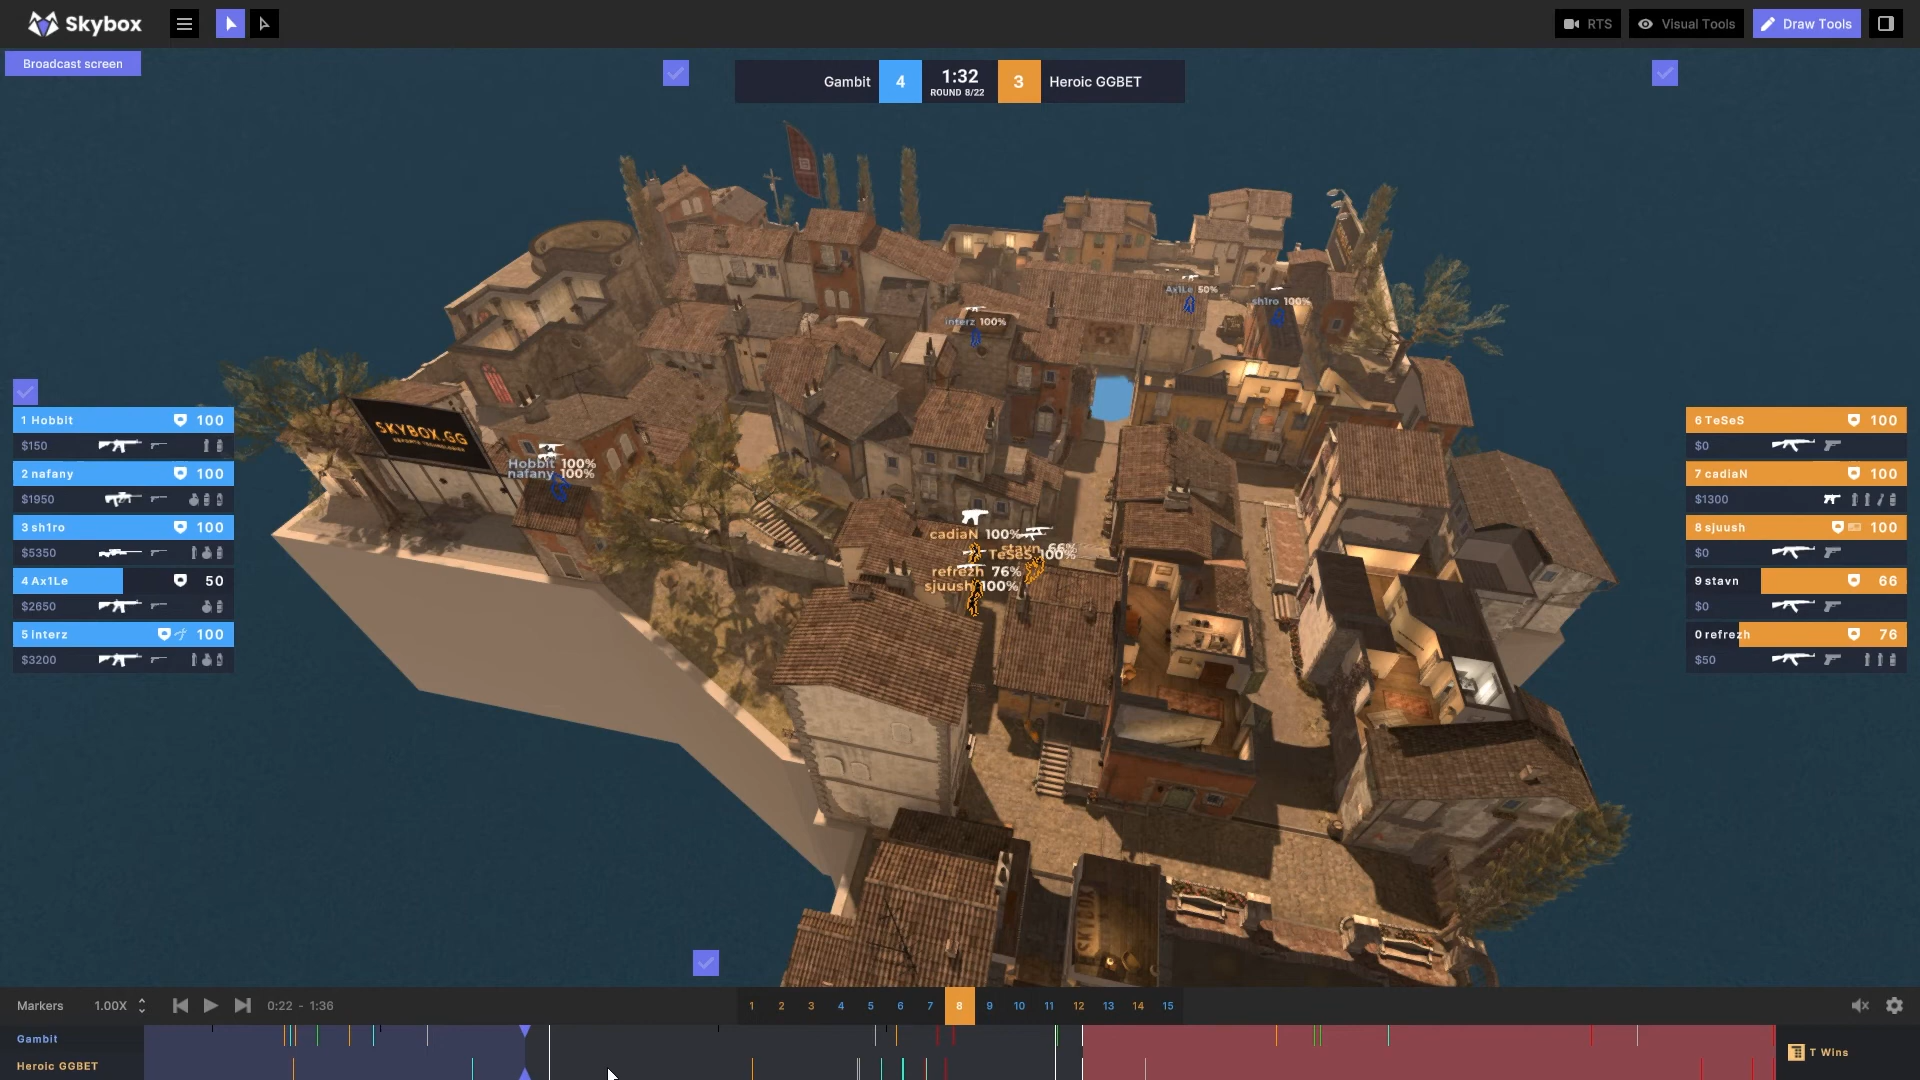 Skybox
RTS
Visual Tools
Draw Tools
Broadcast screen
Gambit
4
1:32
ROUND 8/22
3
Heroic GGBET
Ax1Le 50%
sh1ro 100%
interz 100%
SKYBOX.GG
Hobbit 100%
nafany 100%
cadiaN 100%
stavn 66%
TeSeS 100%
refrezh 76%
sjuush 100%
1 Hobbit 100
$150
2 nafany 100
$1950
3 sh1ro 100
$5350
4 Ax1Le 50
$2650
5 interz 100
$3200
6 TeSeS 100
$0
7 cadiaN 100
$1300
8 sjuush 100
$0
9 stavn 66
$0
0 refrezh 76
$50
SKYBOX
Markers
1.00X
0:22 - 1:36
1 2 3 4 5 6 7 8 9 10 11 12 13 14 15
Gambit
Heroic GGBET
T Wins